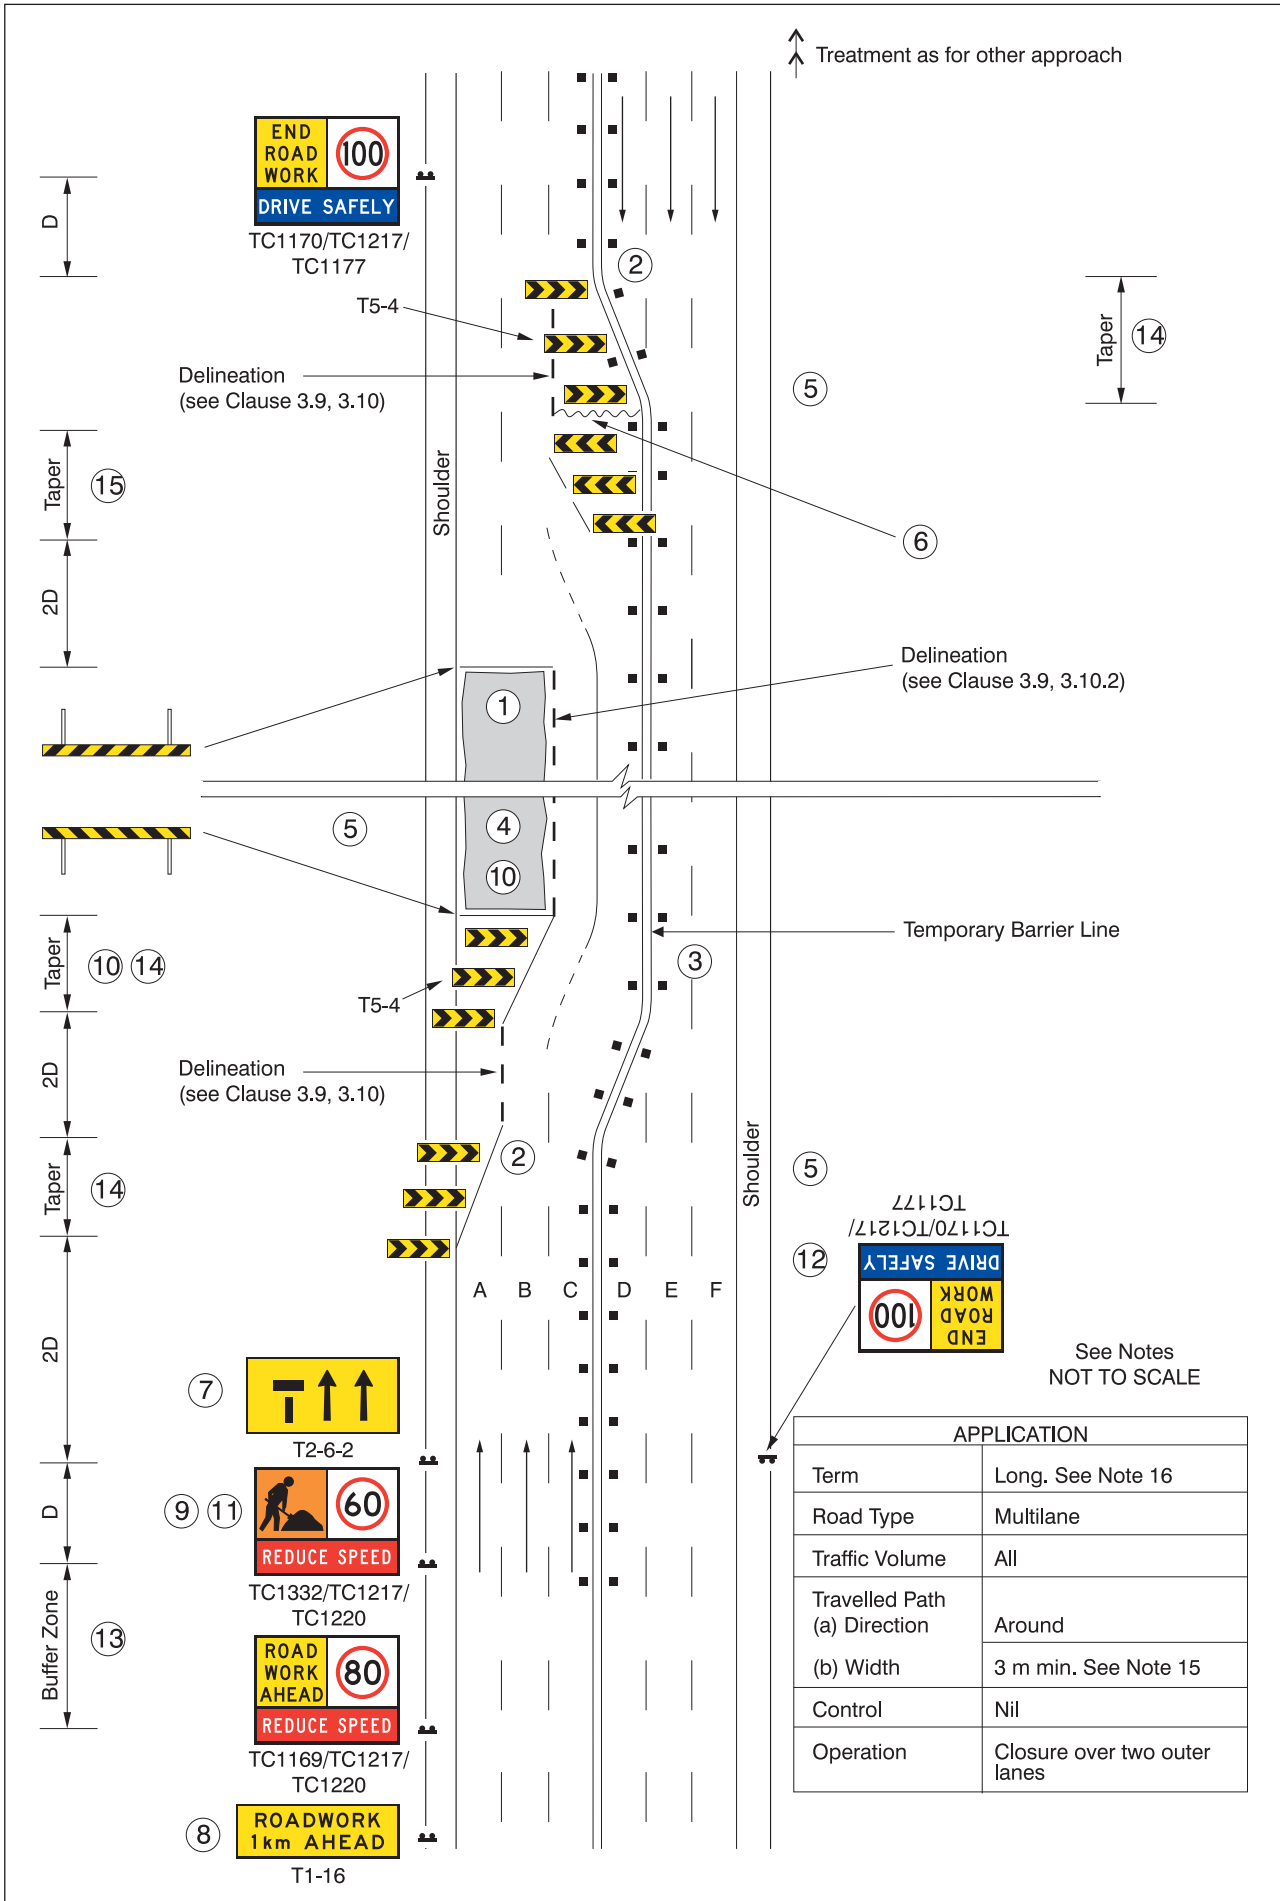 Treatment as for other approach
END
ROAD
WORK
100
DRIVE SAFELY
TC1170/TC1217/
TC1177
D
2
T5-4
Taper
14
Delineation
(see Clause 3.9, 3.10)
5
Taper
15
Shoulder
6
2D
Delineation
(see Clause 3.9, 3.10.2)
1
5
4
10
Temporary Barrier Line
Taper
10
14
3
T5-4
2D
Delineation
(see Clause 3.9, 3.10)
Taper
14
2
Shoulder
5
TC1170/TC1217/
TC1177
12
END
ROAD
WORK
100
DRIVE SAFELY
A B C D E F
2D
See Notes
NOT TO SCALE
7
T2-6-2
D
9
11
60
REDUCE SPEED
TC1332/TC1217/
TC1220
Buffer Zone
13
ROAD
WORK
AHEAD
80
REDUCE SPEED
TC1169/TC1217/
TC1220
8
ROADWORK
1km AHEAD
T1-16
APPLICATION
Term Long. See Note 16
Road Type Multilane
Traffic Volume All
Travelled Path
(a) Direction Around
(b) Width 3 m min. See Note 15
Control Nil
Operation Closure over two outer
lanes